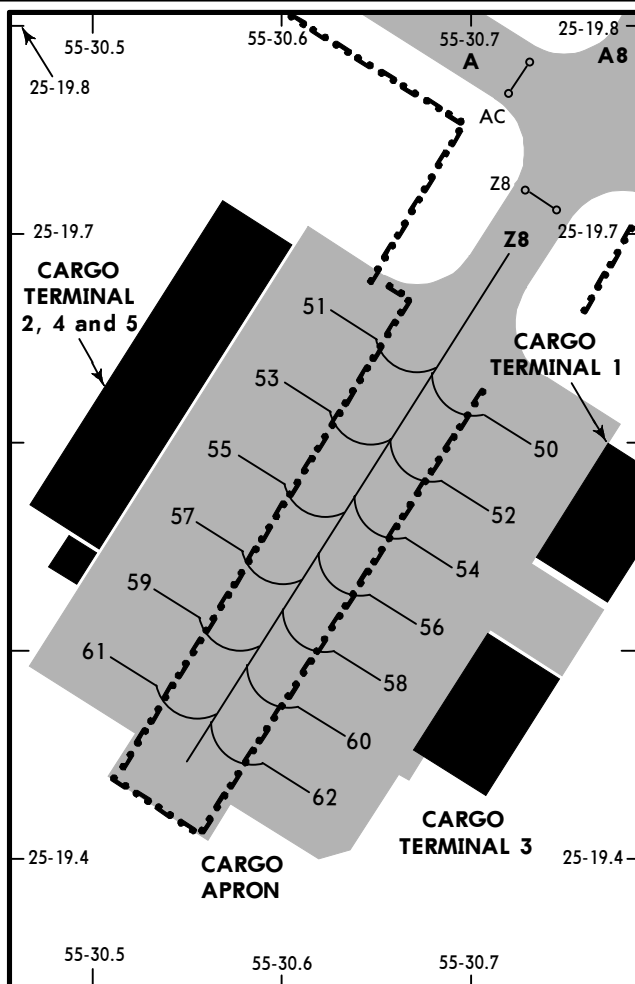 55-30.5
55-30.6
55-30.7
25-19.8
A
A8
25-19.8
AC
Z8
25-19.7
Z8
25-19.7
CARGO
TERMINAL
2, 4 and 5
51
CARGO
TERMINAL 1
53
50
55
52
57
54
59
56
61
58
60
62
CARGO
TERMINAL 3
25-19.4
25-19.4
CARGO
APRON
55-30.5
55-30.6
55-30.7